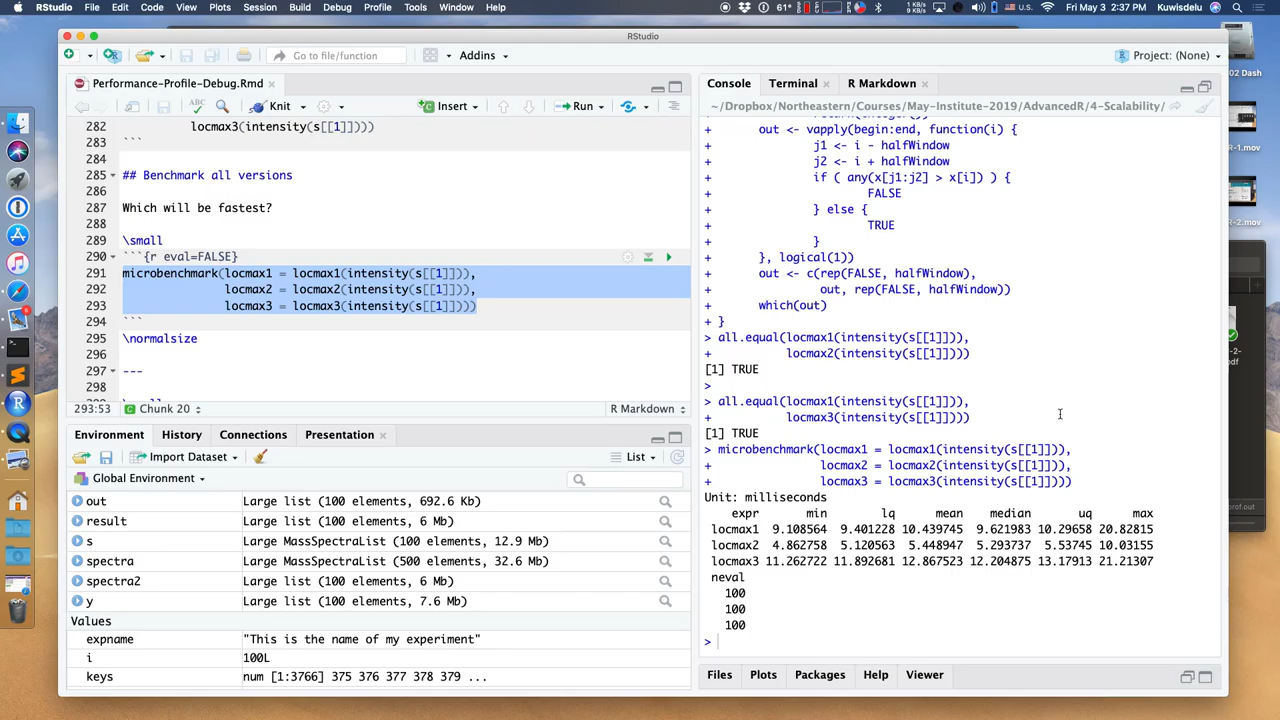 RStudio File Edit Code View Plots Session Build Debug Profile Tools Window Help 61° U.S. Fri May 3 2:37 PM Kuwisdelu
RStudio
Go to file/function Addins Project: (None)
Performance-Profile-Debug.Rmd
Knit Insert Run
282 locmax3(intensity(s[[1]])))
283 ```
284
285 ## Benchmark all versions
286
287 Which will be fastest?
288
289 \small
290 ```{r eval=FALSE}
291 microbenchmark(locmax1 = locmax1(intensity(s[[1]])),
292 locmax2 = locmax2(intensity(s[[1]])),
293 locmax3 = locmax3(intensity(s[[1]])))
294 ```
295 \normalsize
296
297 ---
298
293:53 Chunk 20 R Markdown
Environment History Connections Presentation
Import Dataset List
Global Environment
out Large list (100 elements, 692.6 Kb)
result Large list (100 elements, 6 Mb)
s Large MassSpectraList (100 elements, 12.9 Mb)
spectra Large MassSpectraList (500 elements, 32.6 Mb)
spectra2 Large list (100 elements, 6 Mb)
y Large list (100 elements, 7.6 Mb)
Values
expname "This is the name of my experiment"
i 100L
keys num [1:3766] 375 376 377 378 379 ...
Console Terminal R Markdown
~/Dropbox/Northeastern/Courses/May-Institute-2019/AdvancedR/4-Scalability/
+ out <- vapply(begin:end, function(i) {
+ j1 <- i - halfWindow
+ j2 <- i + halfWindow
+ if ( any(x[j1:j2] > x[i]) ) {
+ FALSE
+ } else {
+ TRUE
+ }
+ }, logical(1))
+ out <- c(rep(FALSE, halfWindow),
+ out, rep(FALSE, halfWindow))
+ which(out)
+ }
> all.equal(locmax1(intensity(s[[1]])),
+ locmax2(intensity(s[[1]])))
[1] TRUE
>
> all.equal(locmax1(intensity(s[[1]])),
+ locmax3(intensity(s[[1]])))
[1] TRUE
> microbenchmark(locmax1 = locmax1(intensity(s[[1]])),
+ locmax2 = locmax2(intensity(s[[1]])),
+ locmax3 = locmax3(intensity(s[[1]])))
Unit: milliseconds
expr min lq mean median uq max
locmax1 9.108564 9.401228 10.439745 9.621983 10.29658 20.82815
locmax2 4.862758 5.120563 5.448947 5.293737 5.53745 10.03155
locmax3 11.262722 11.892681 12.867523 12.204875 13.17913 21.21307
neval
100
100
100
>
Files Plots Packages Help Viewer
02 Dash
R-1.mov
R-2.mov
prof.out